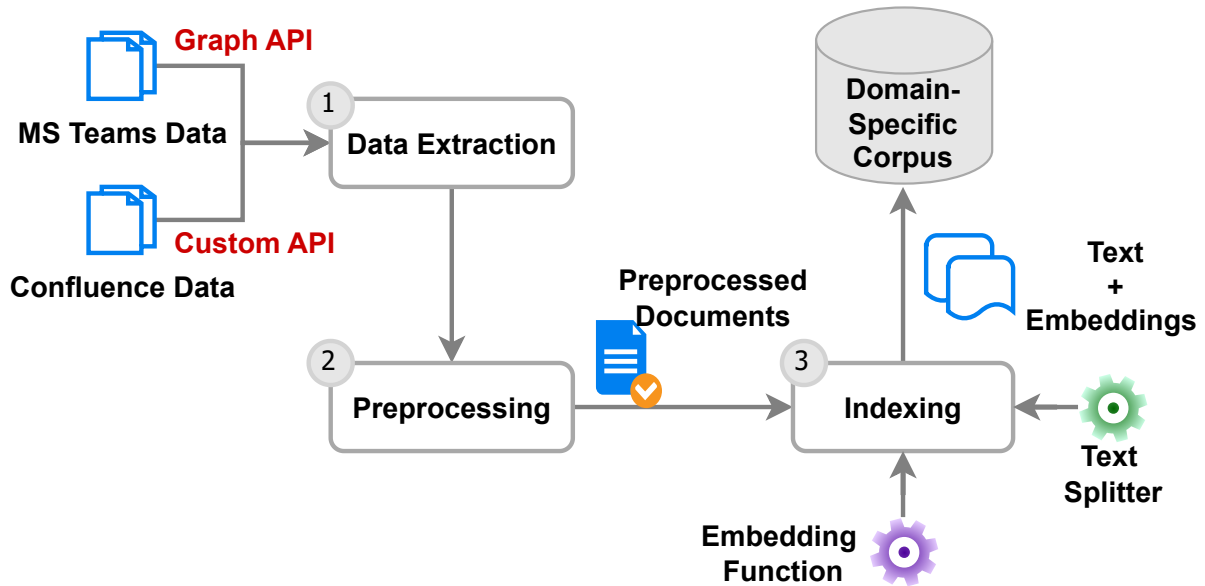 Graph API
MS Teams Data
Custom API
Confluence Data
1
Data Extraction
2
Preprocessing
Preprocessed
Documents
3
Indexing
Domain-
Specific
Corpus
Text
+
Embeddings
Text
Splitter
Embedding
Function